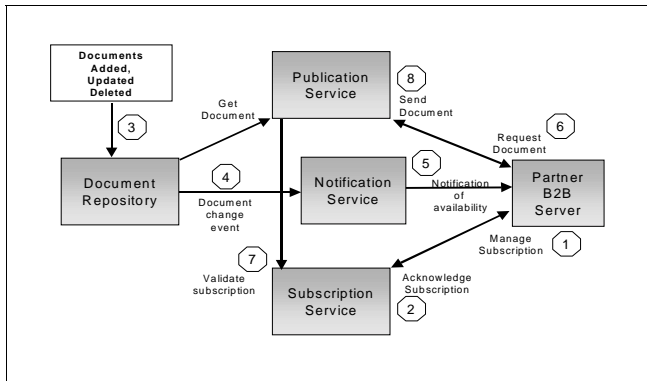 Documents
Added,
Updated
Deleted
3
Get
Document
Publication
Service
8
Send
Document
6
Request
Document
Document
Repository
4
Document
change
event
Notification
Service
5
Notification
of
availability
Partner
B2B
Server
Manage
Subscription
1
7
Validate
subscription
Subscription
Service
Acknowledge
Subscription
2